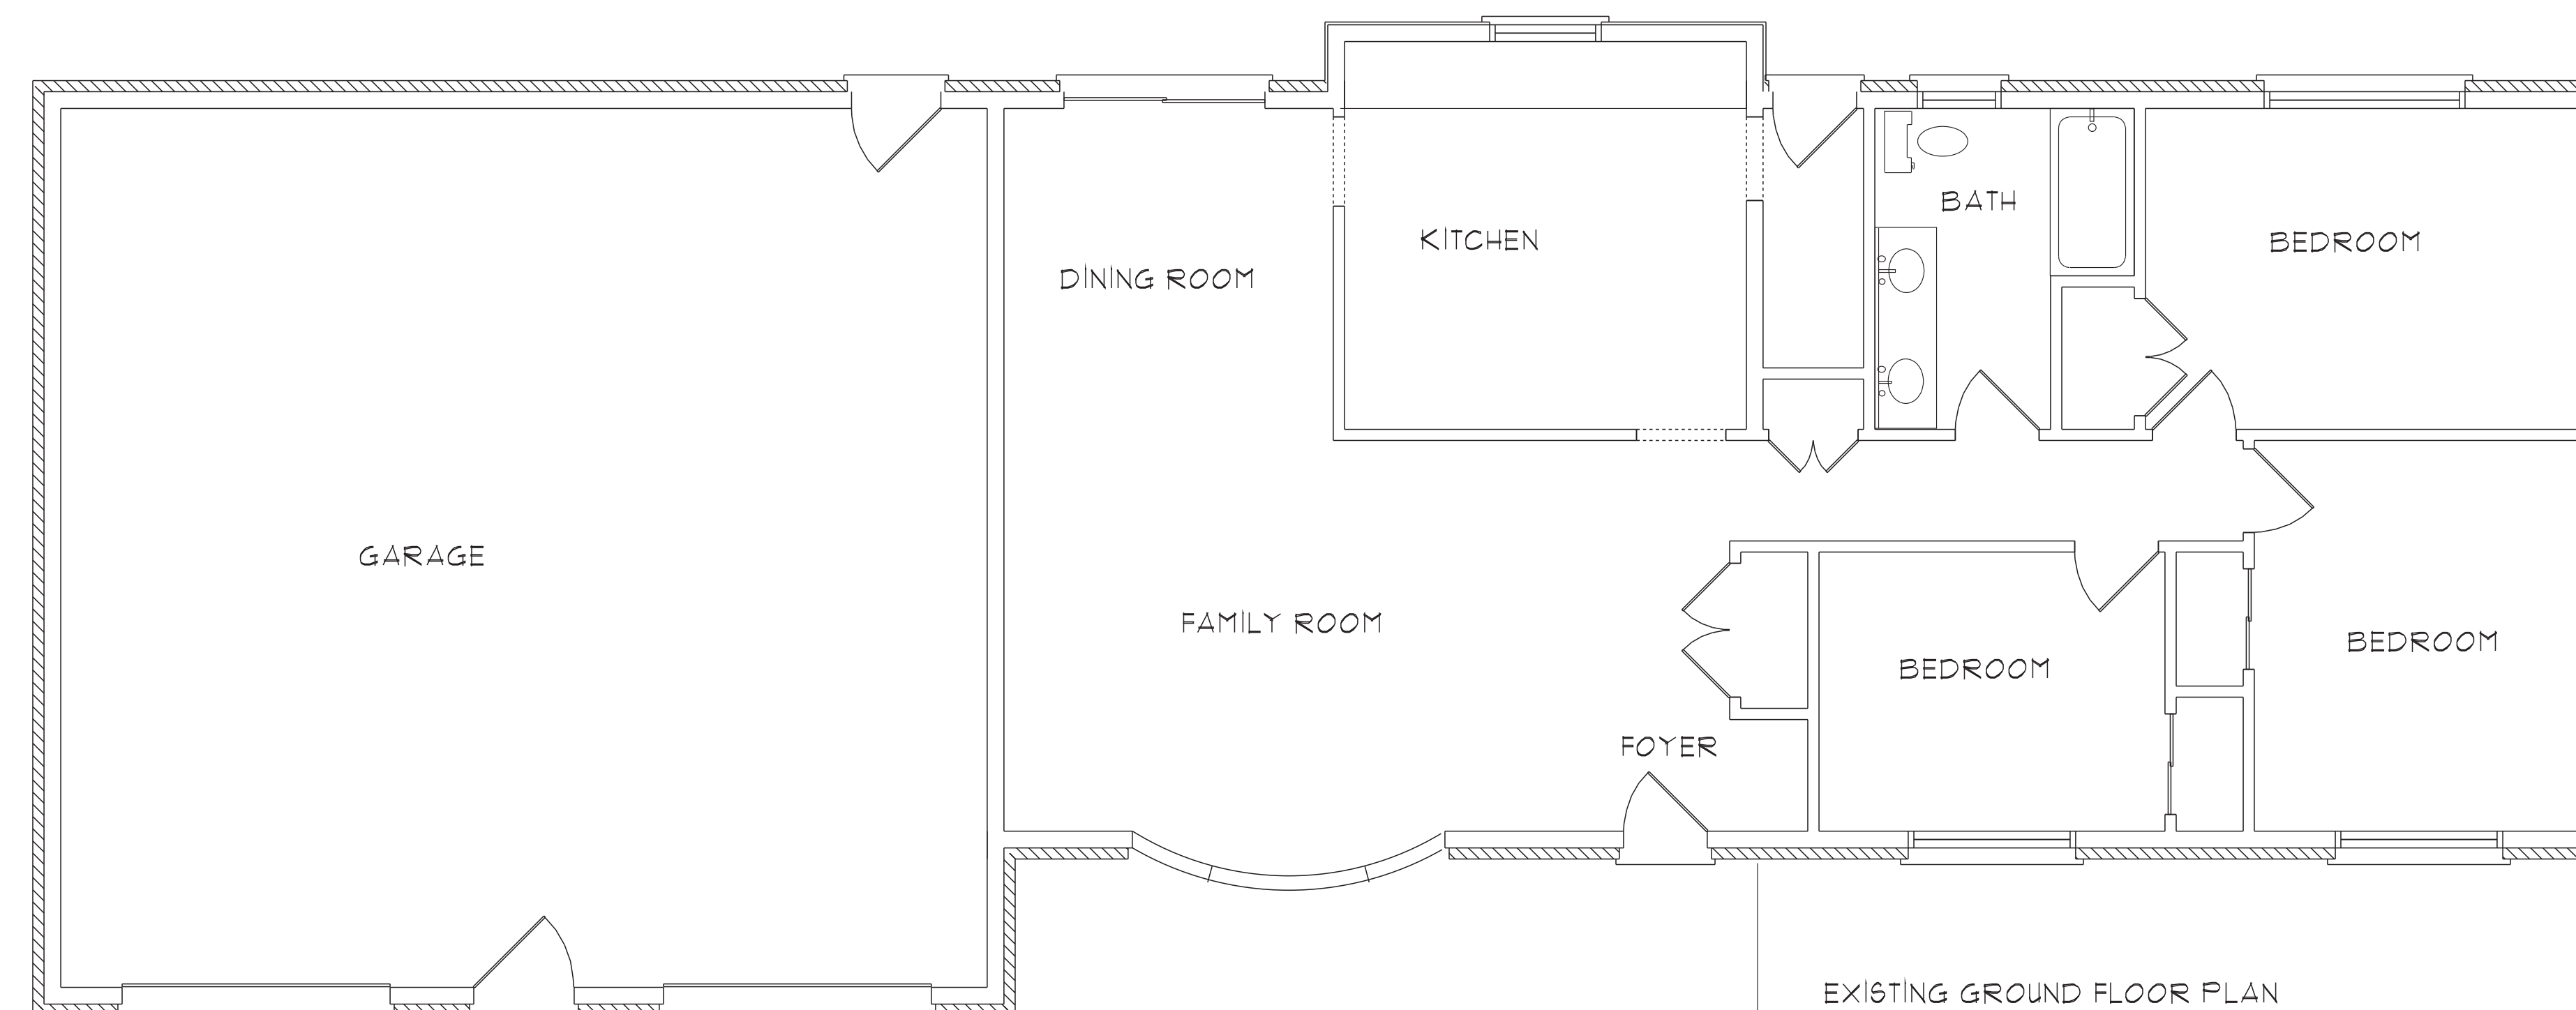 BATH
KITCHEN
BEDROOM
DINING ROOM
GARAGE
FAMILY ROOM
BEDROOM
BEDROOM
FOYER
EXISTING GROUND FLOOR PLAN